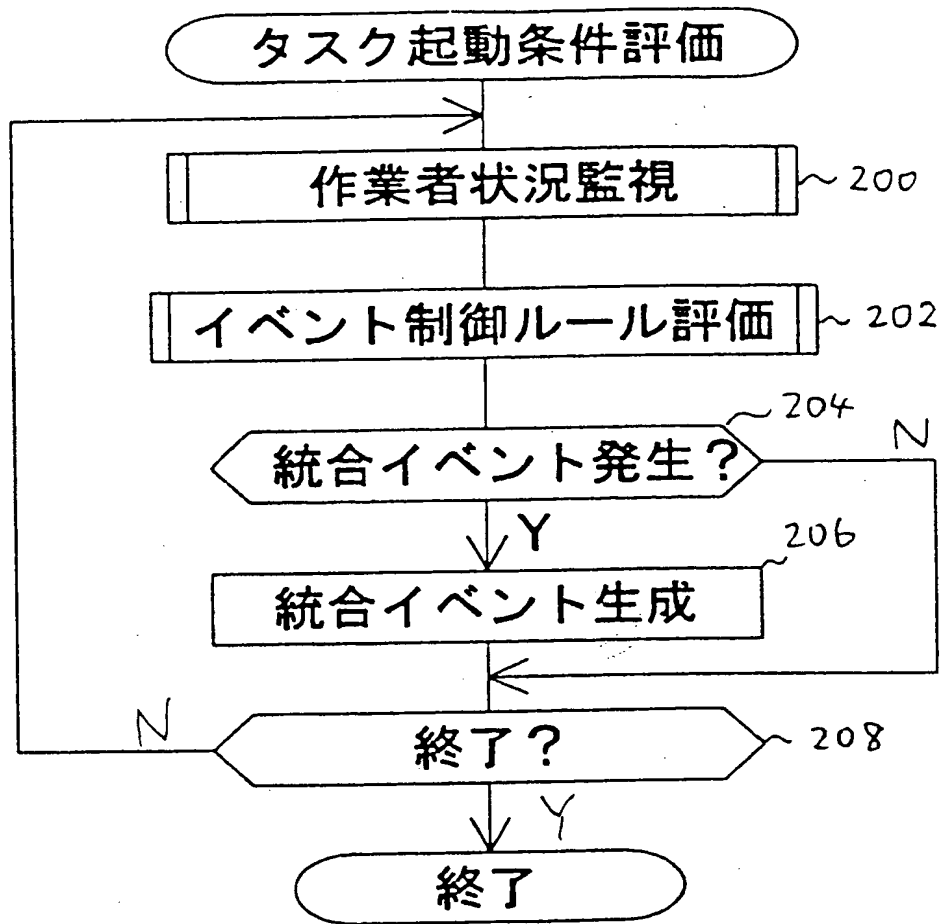 タスク起動条件評価
作業者状況監視
200
イベント制御ルール評価
202
204
統合イベント発生？
N
Y
206
統合イベント生成
N
終了？
208
Y
終了